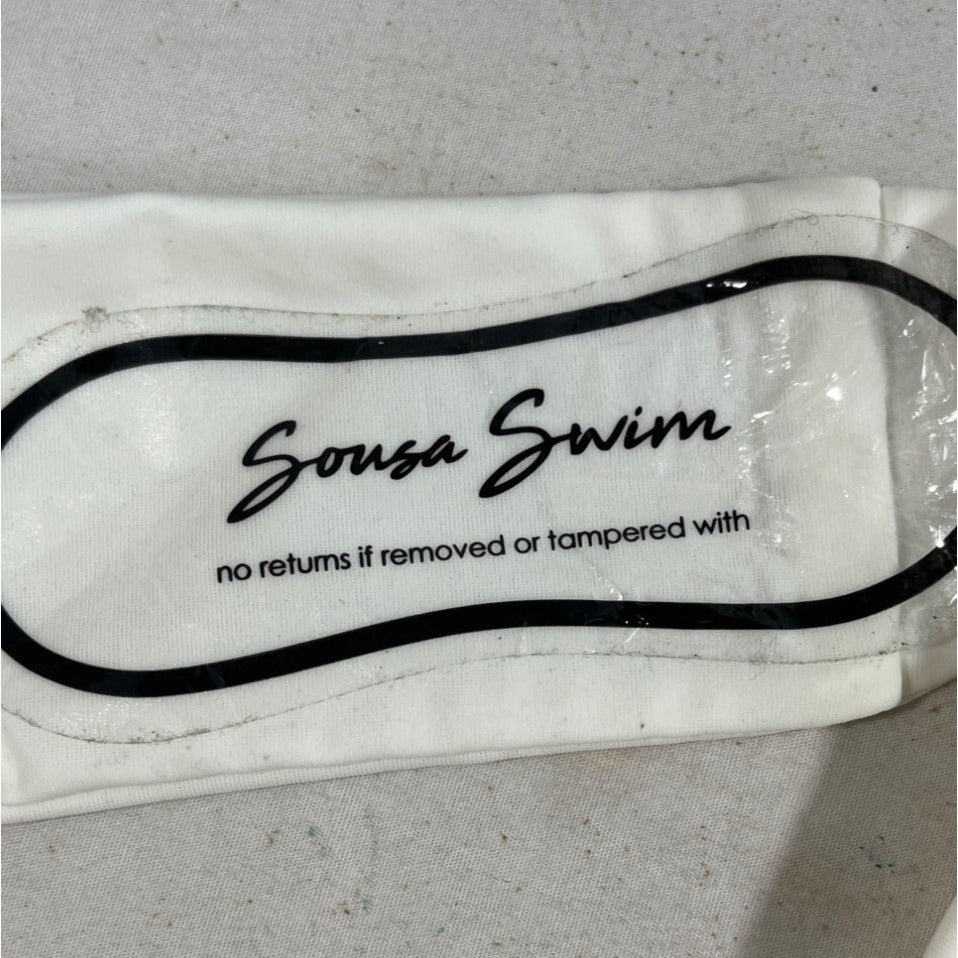 Sousa Swim
no returns if removed or tampered with